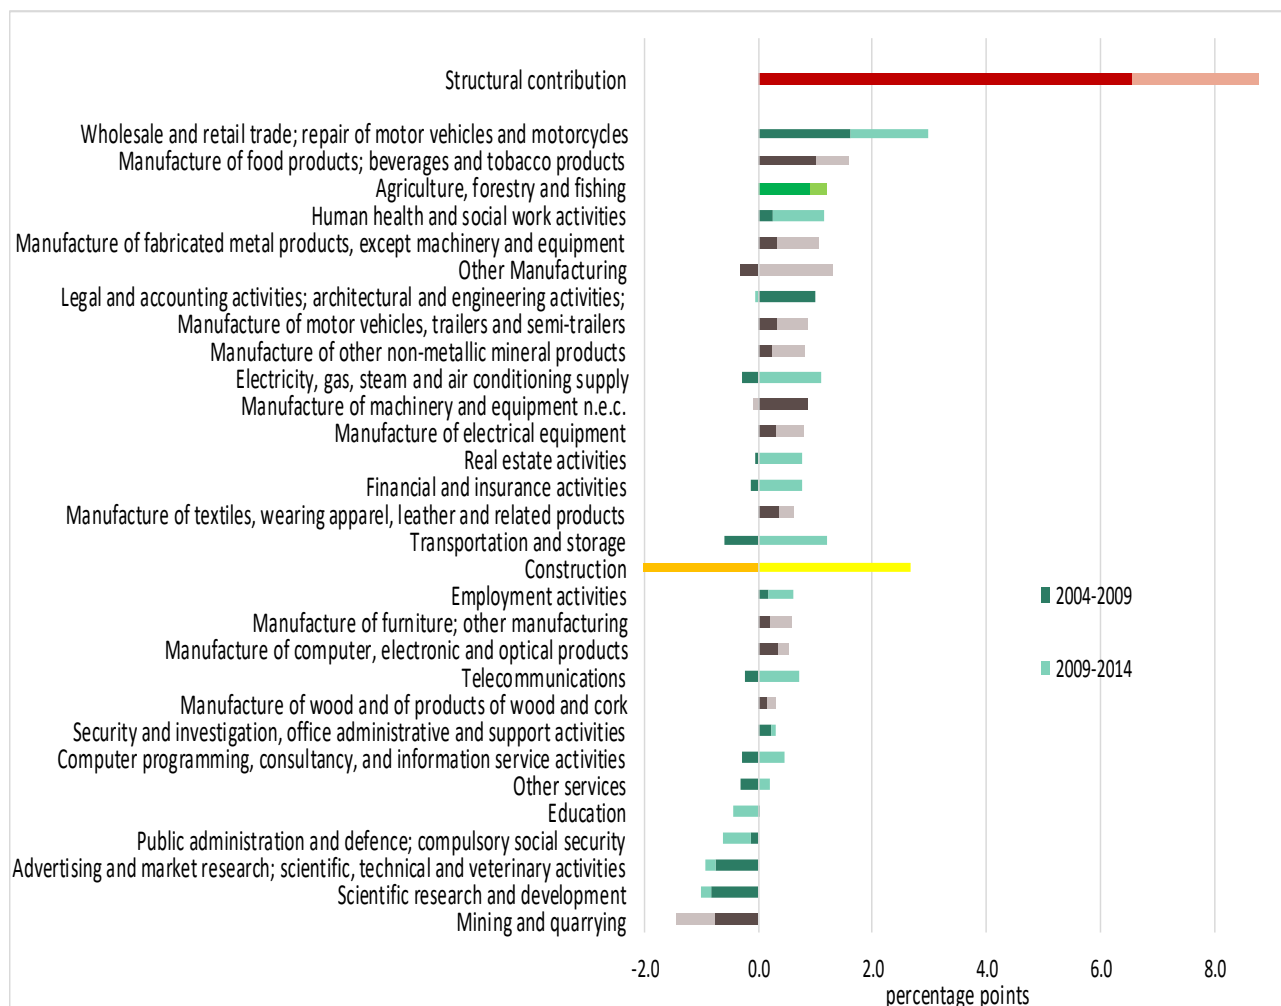 Structural contribution
Wholesale and retail trade; repair of motor vehicles and motorcycles
Manufacture of food products; beverages and tobacco products
Agriculture, forestry and fishing
Human health and social work activities
Manufacture of fabricated metal products, except machinery and equipment
Other Manufacturing
Legal and accounting activities; architectural and engineering activities;
Manufacture of motor vehicles, trailers and semi-trailers
Manufacture of other non-metallic mineral products
Electricity, gas, steam and air conditioning supply
Manufacture of machinery and equipment n.e.c.
Manufacture of electrical equipment
Real estate activities
Financial and insurance activities
Manufacture of textiles, wearing apparel, leather and related products
Transportation and storage
Construction
Employment activities
2004-2009
Manufacture of furniture; other manufacturing
Manufacture of computer, electronic and optical products
2009-2014
Telecommunications
Manufacture of wood and of products of wood and cork
Security and investigation, office administrative and support activities
Computer programming, consultancy, and information service activities
Other services
Education
Public administration and defence; compulsory social security
Advertising and market research; scientific, technical and veterinary activities
Scientific research and development
Mining and quarrying
-2.0 0.0 2.0 4.0 6.0 8.0
percentage points